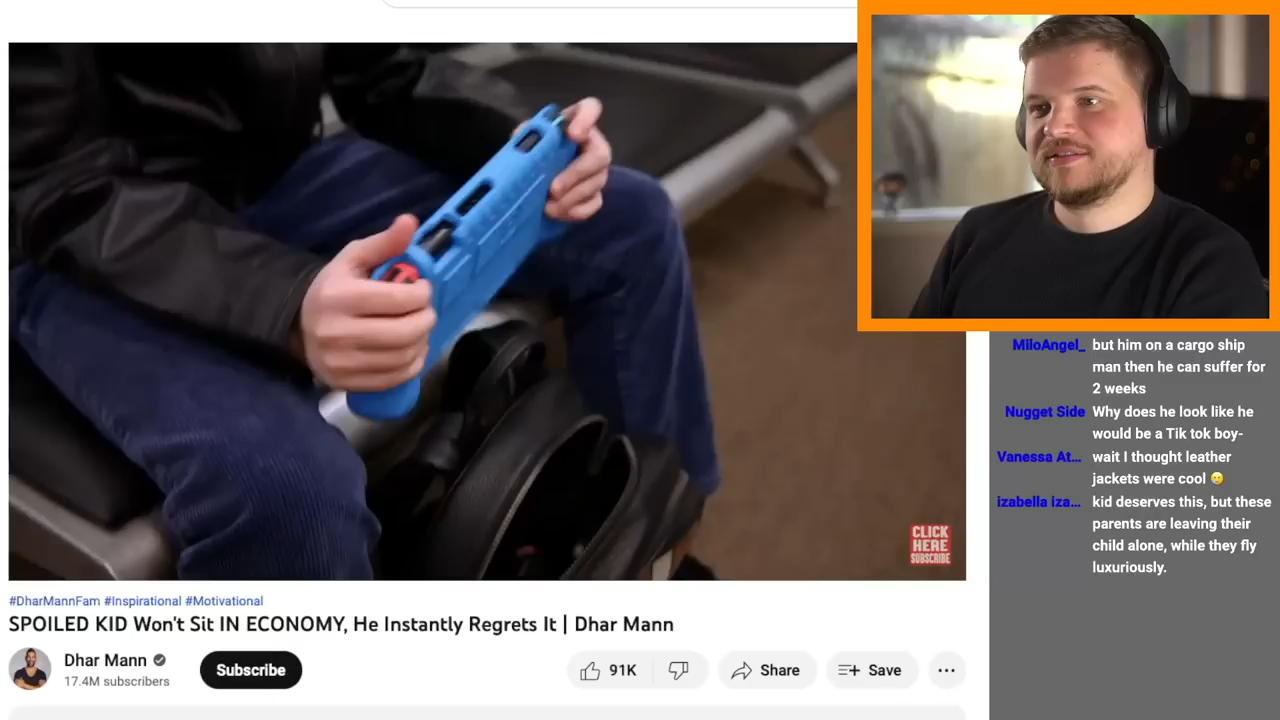 CLICK
HERE
SUBSCRIBE
#DharMannFam #Inspirational #Motivational
SPOILED KID Won't Sit IN ECONOMY, He Instantly Regrets It | Dhar Mann
Dhar Mann
17.4M subscribers
Subscribe
91K
Share
Save
MiloAngel_ but him on a cargo ship
man then he can suffer for
2 weeks
Nugget Side Why does he look like he
would be a Tik tok boy-
Vanessa At... wait I thought leather
jackets were cool 🥲
izabella iza... kid deserves this, but these
parents are leaving their
child alone, while they fly
luxuriously.